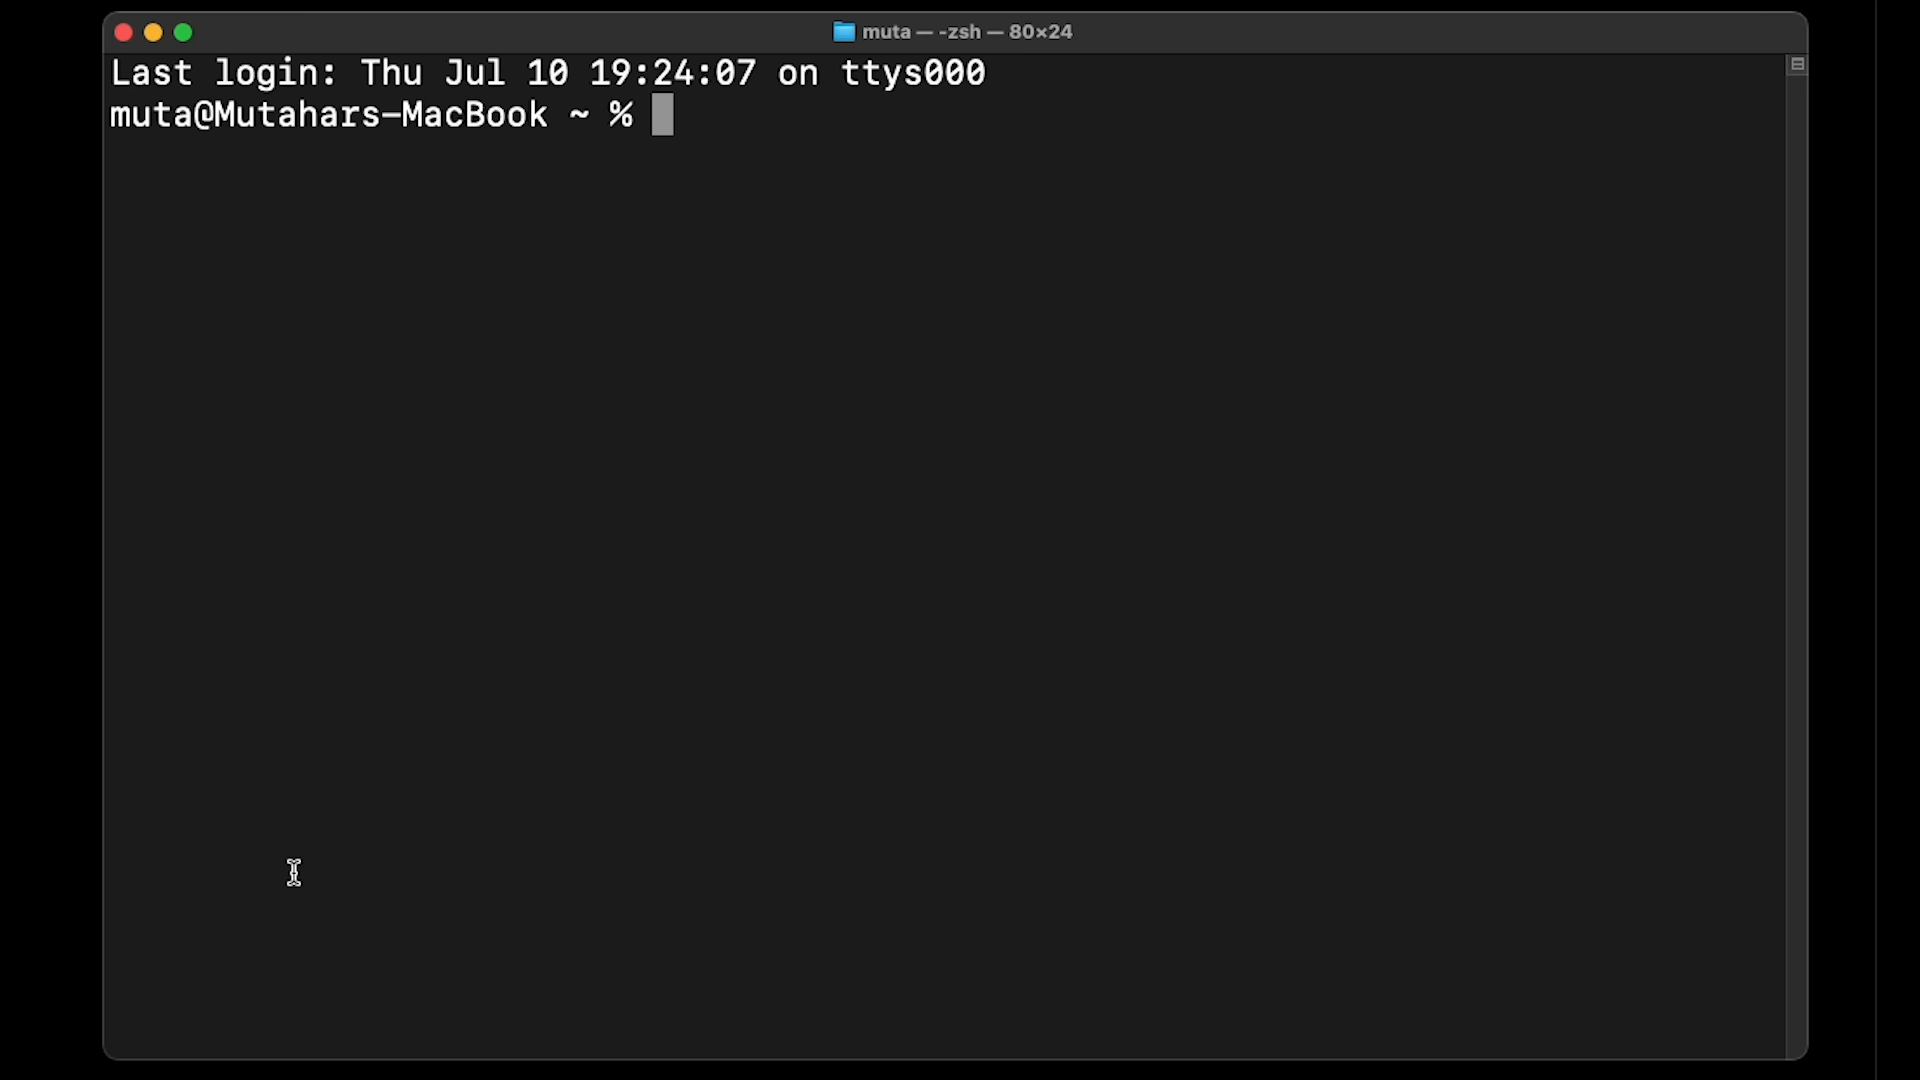 muta — -zsh — 80×24
Last login: Thu Jul 10 19:24:07 on ttys000
muta@Mutahars-MacBook ~ %